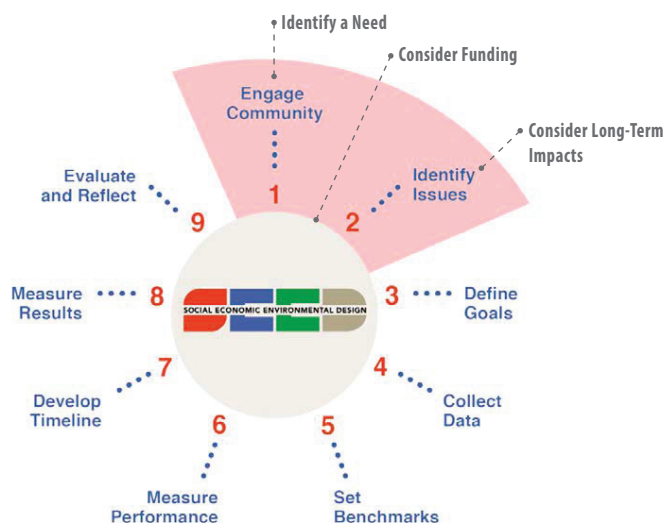 Identify a Need
Consider Funding
Engage
Community
Consider Long-Term
Impacts
Evaluate
and Reflect
Identify
Issues
1
2
9
Measure
Results
8
3
Define
Goals
SOCIAL ECONOMIC ENVIRONMENTAL DESIGN
7
4
Develop
Timeline
Collect
Data
6
5
Measure
Performance
Set
Benchmarks